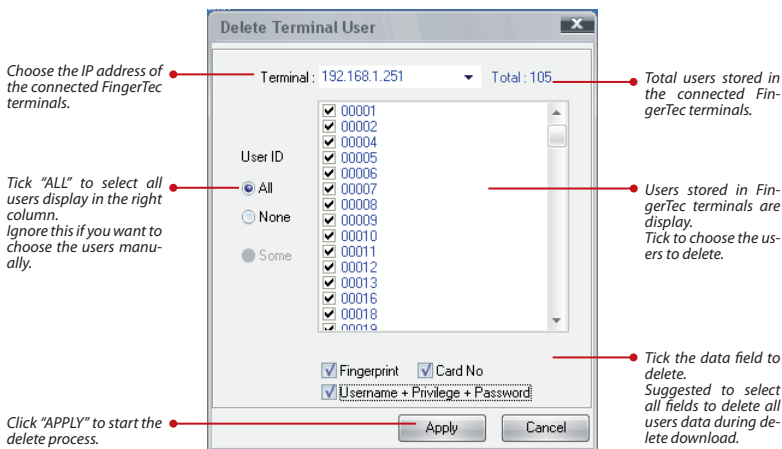 Delete Terminal User
X
Choose the IP address of
the connected FingerTec
terminals.
Terminal : 192.168.1.251
Total : 105
Total users stored in
the connected Fin-
gerTec terminals.
User ID
All
None
Some
00001
00002
00004
00005
00006
00007
00008
00009
00010
00011
00012
00013
00016
00018
00019
Tick “ALL” to select all
users display in the right
column.
Ignore this if you want to
choose the users manu-
ally.
Users stored in Fin-
gerTec terminals are
display.
Tick to choose the us-
ers to delete.
Fingerprint
Card No
Username + Privilege + Password
Tick the data field to
delete.
Suggested to select
all fields to delete all
users data during de-
lete download.
Click “APPLY” to start the
delete process.
Apply
Cancel